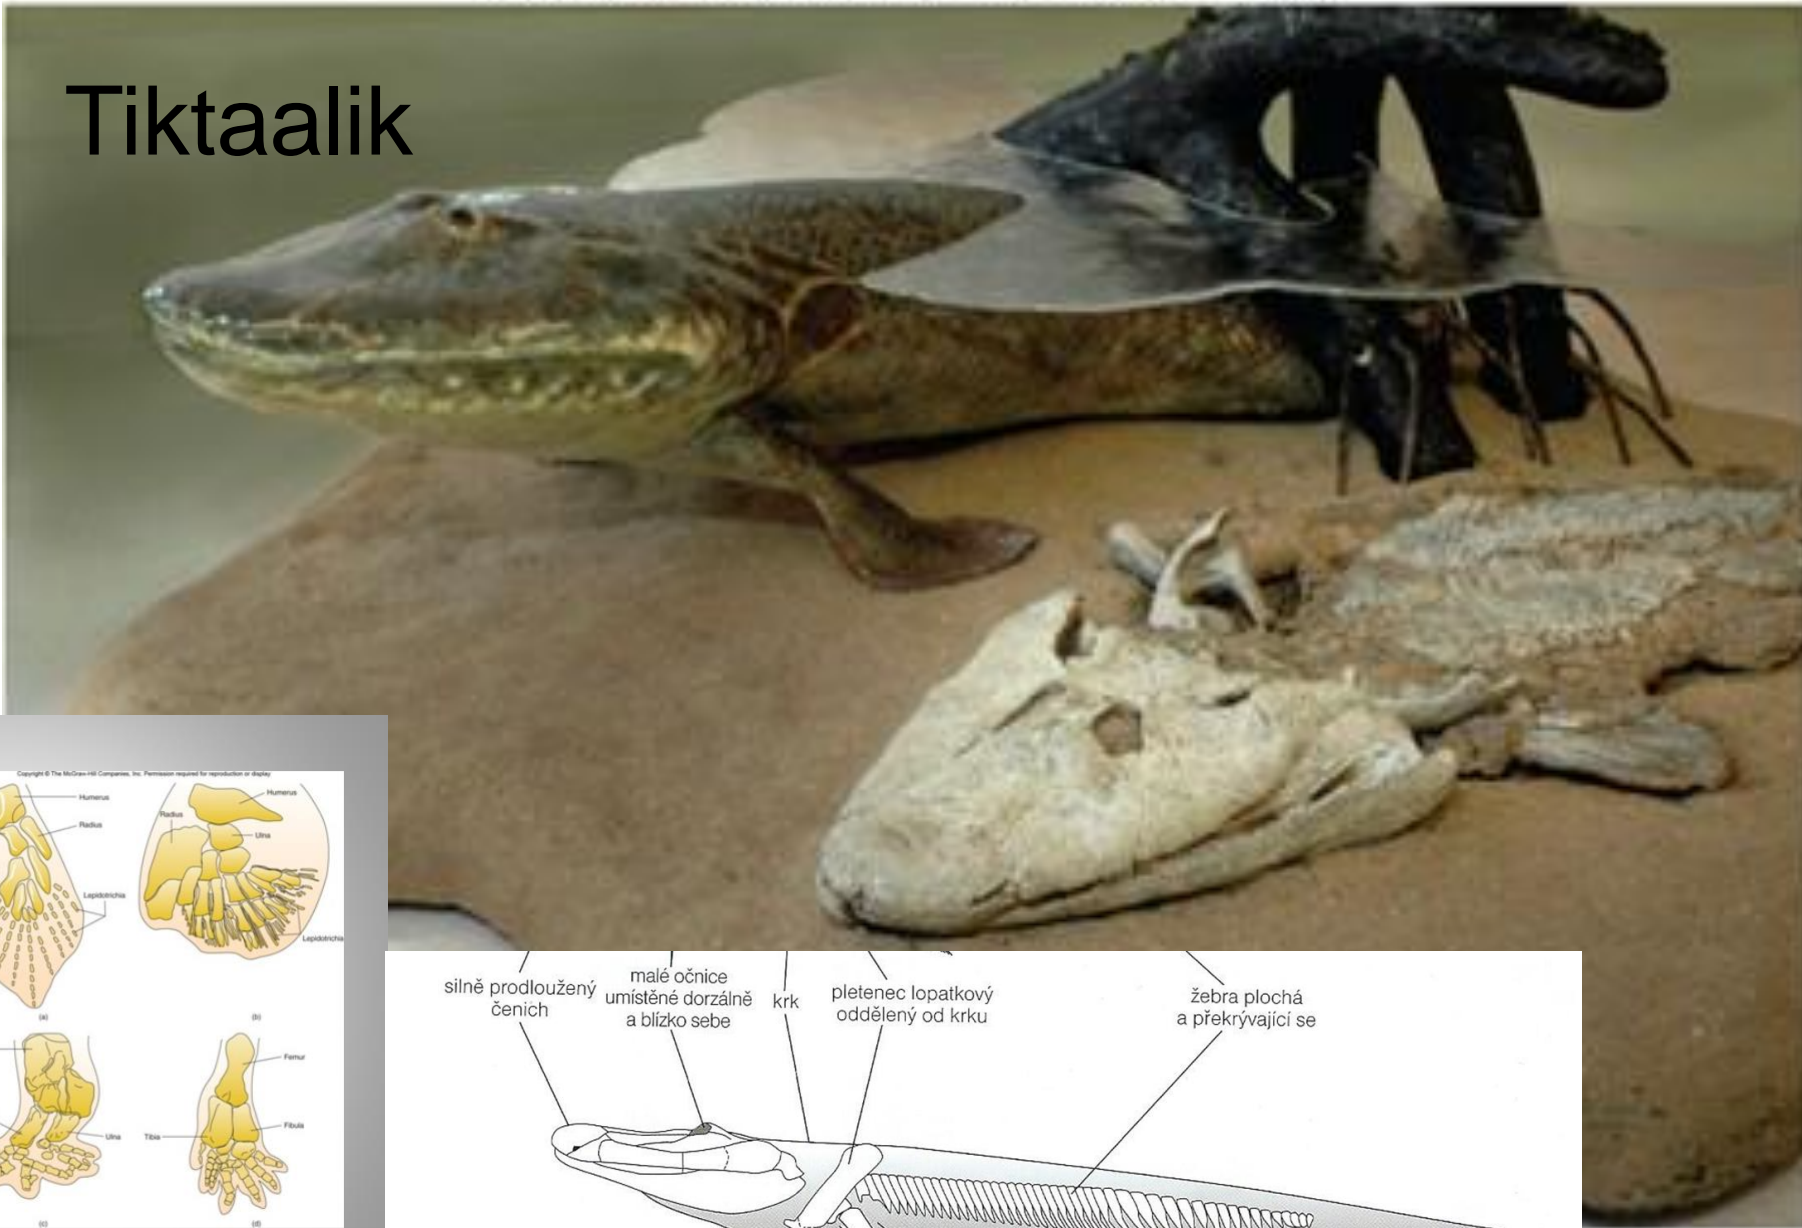 Tiktaalik
Copyright © The McGraw-Hill Companies, Inc. Permission required for reproduction or display
Humerus
Radius
Lepidotrichia
(a)
Humerus
Radius
Ulna
Lepidotrichia
(b)
Ulna
(c)
Femur
Tibia
Fibula
(d)
silně prodloužený
čenich
malé očnice
umístěné dorzálně
a blízko sebe
krk
pletenec lopatkový
oddělený od krku
žebra plochá
a překrývající se